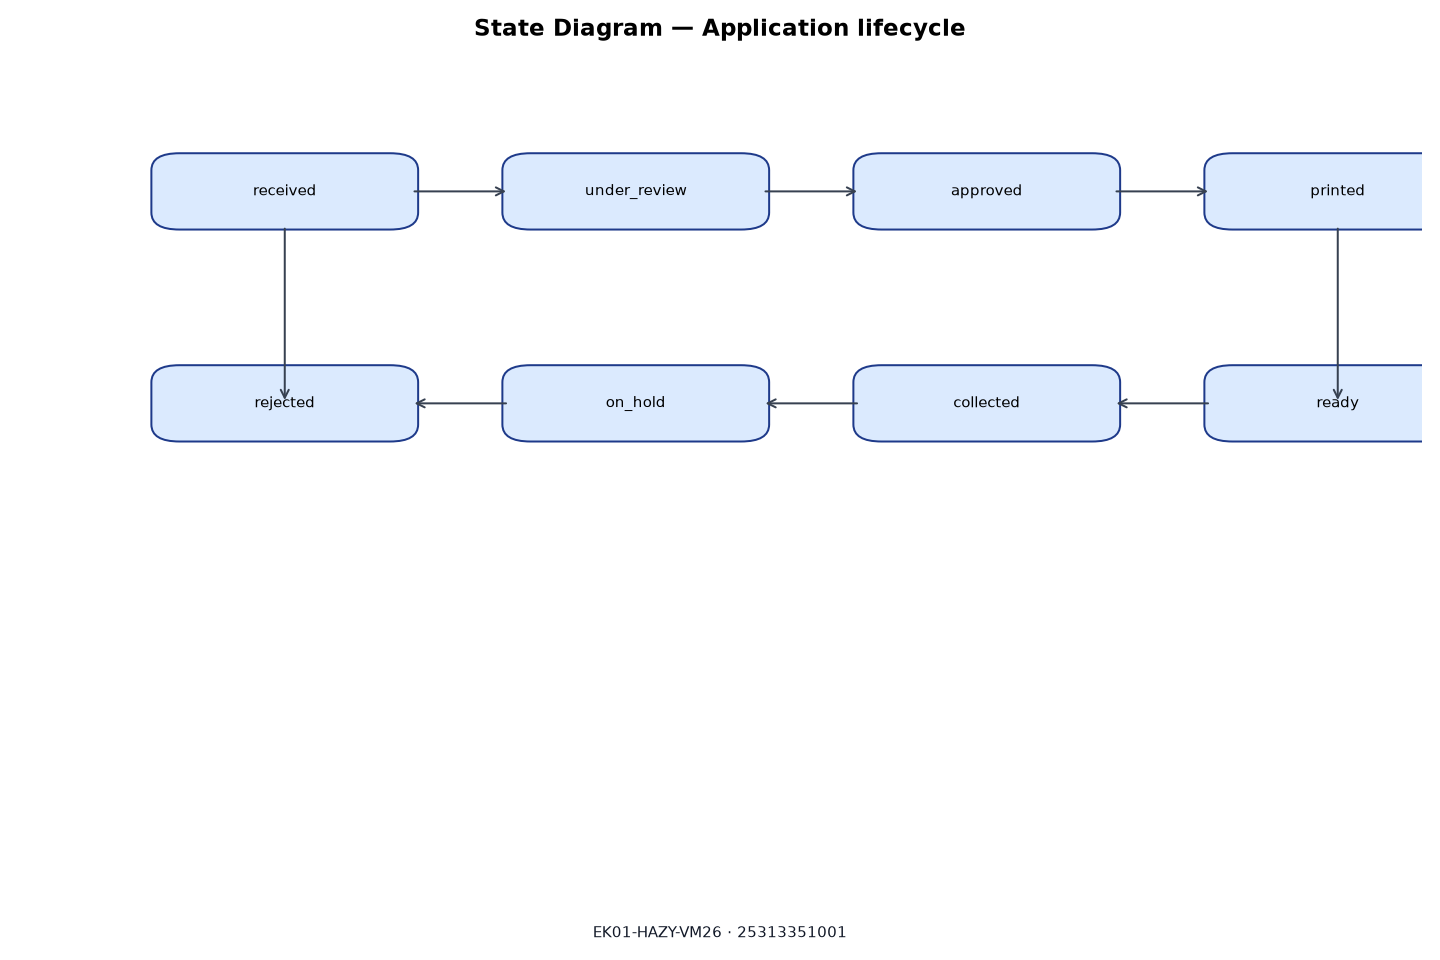 State Diagram — Application lifecycle
received
under_review
approved
printed
rejected
on_hold
collected
ready
EK01-HAZY-VM26 · 25313351001